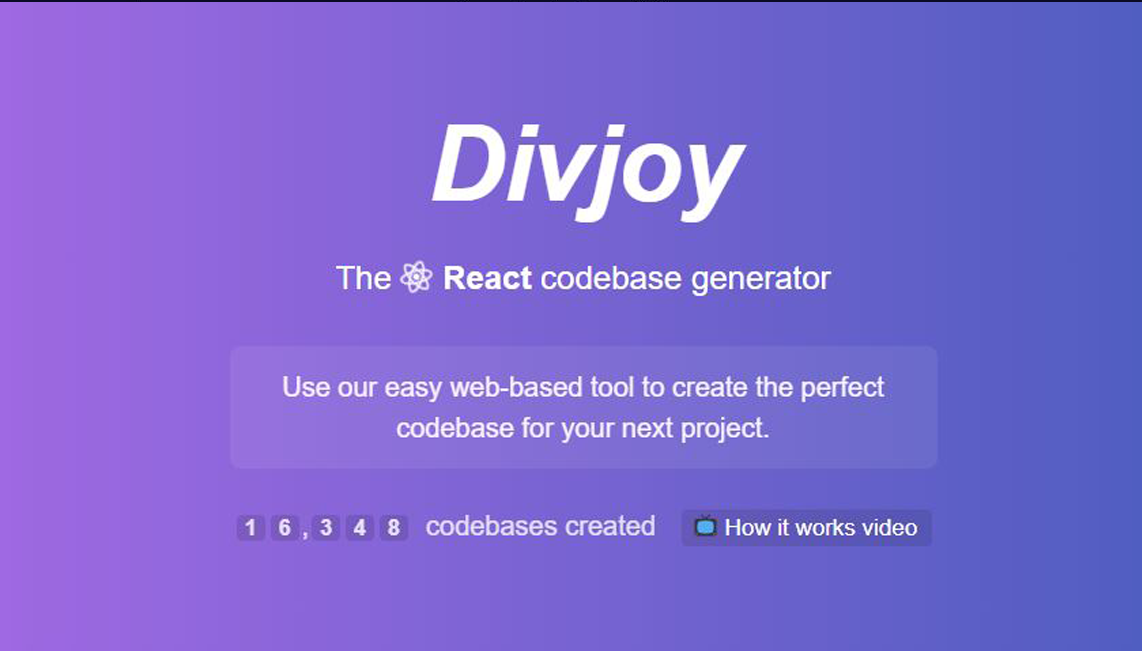 Divjoy
The React codebase generator
Use our easy web-based tool to create the perfect
codebase for your next project.
16,348 codebases created How it works video